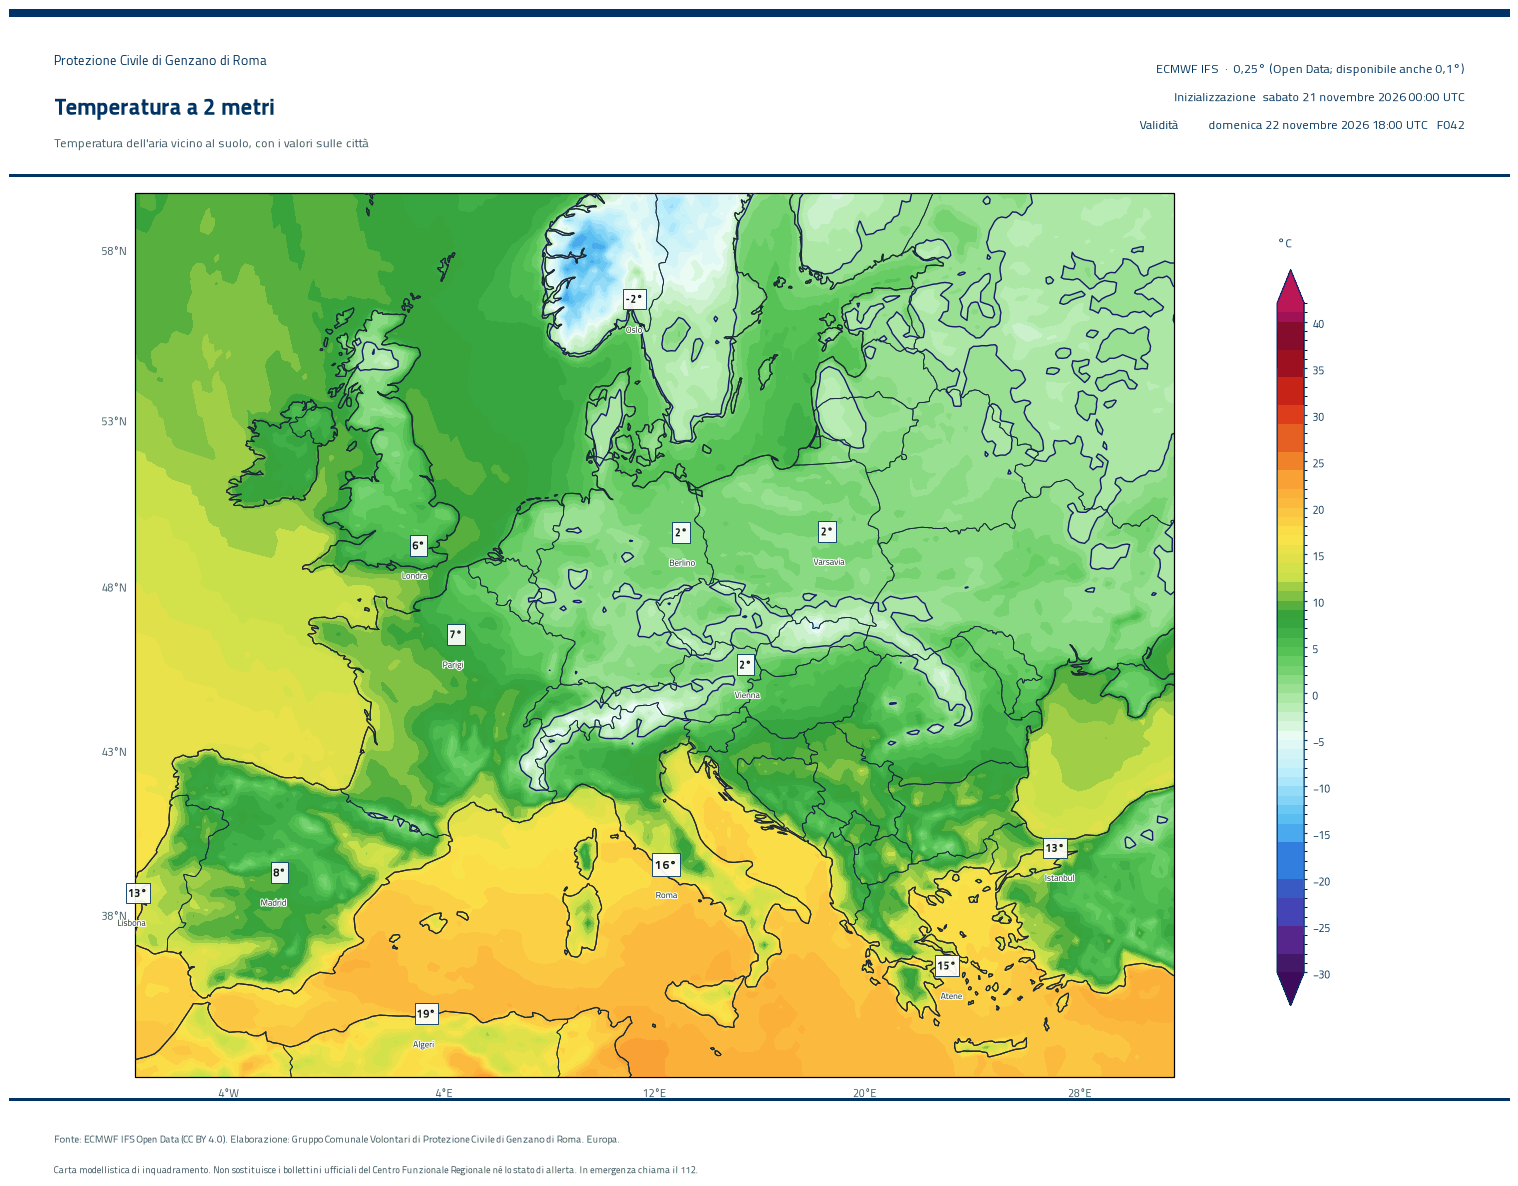 Protezione Civile di Genzano di Roma
Temperatura a 2 metri
Temperatura dell'aria vicino al suolo, con i valori sulle città
ECMWF IFS · 0,25° (Open Data; disponibile anche 0,1°)
Inizializzazione sabato 21 novembre 2026 00:00 UTC
Validità domenica 22 novembre 2026 18:00 UTC F042
58°N
53°N
48°N
43°N
38°N
-2°
Oslo
6°
Londra
2°
Berlino
2°
Varsavia
7°
Parigi
2°
Vienna
8°
Madrid
13°
Lisbona
16°
Roma
13°
Istanbul
15°
Atene
19°
Algeri
4°W
4°E
12°E
20°E
28°E
°C
40
35
30
25
20
15
10
5
0
−5
−10
−15
−20
−25
−30
Fonte: ECMWF IFS Open Data (CC BY 4.0). Elaborazione: Gruppo Comunale Volontari di Protezione Civile di Genzano di Roma. Europa.
Carta modellistica di inquadramento. Non sostituisce i bollettini ufficiali del Centro Funzionale Regionale né lo stato di allerta. In emergenza chiama il 112.